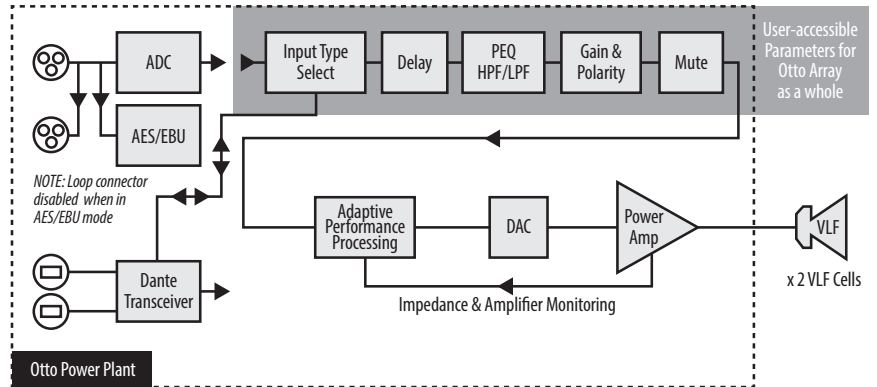 ADC
AES/EBU
NOTE: Loop connector
disabled when in
AES/EBU mode
Input Type
Select
Delay
PEQ
HPF/LPF
Gain &
Polarity
Mute
User-accessible
Parameters for
Otto Array
as a whole
Adaptive
Performance
Processing
DAC
Power
Amp
VLF
x 2 VLF Cells
Impedance & Amplifier Monitoring
Dante
Transceiver
Otto Power Plant